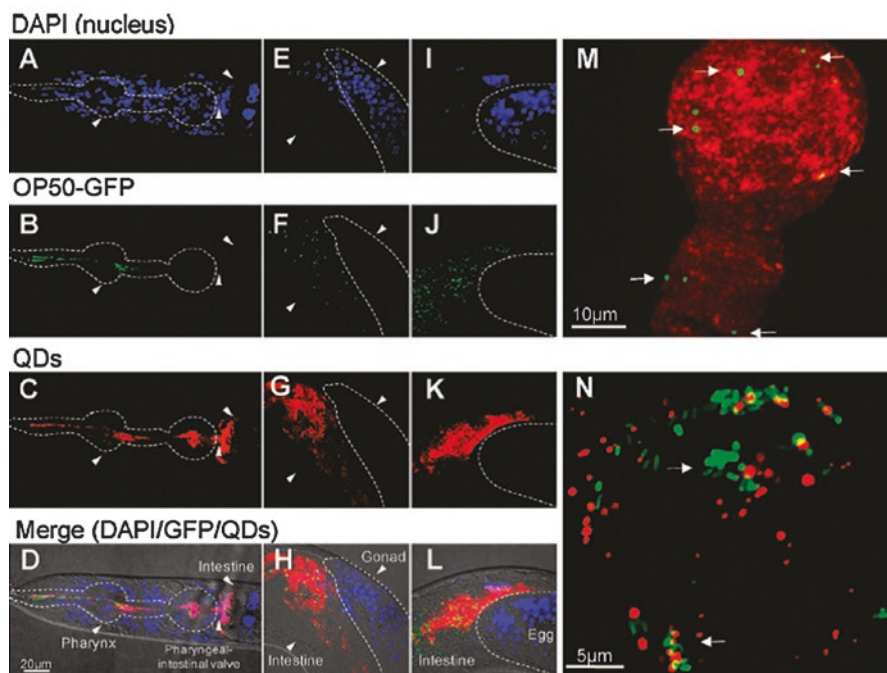 DAPI (nucleus)
A
E
I
M
OP50-GFP
B
F
J
10µm
QDs
C
G
K
N
Merge (DAPI/GFP/QDs)
D
H
L
Intestine
Gonad
Pharynx
Pharyngeal-
intestinal valve
Intestine
Intestine
Egg
20µm
5µm